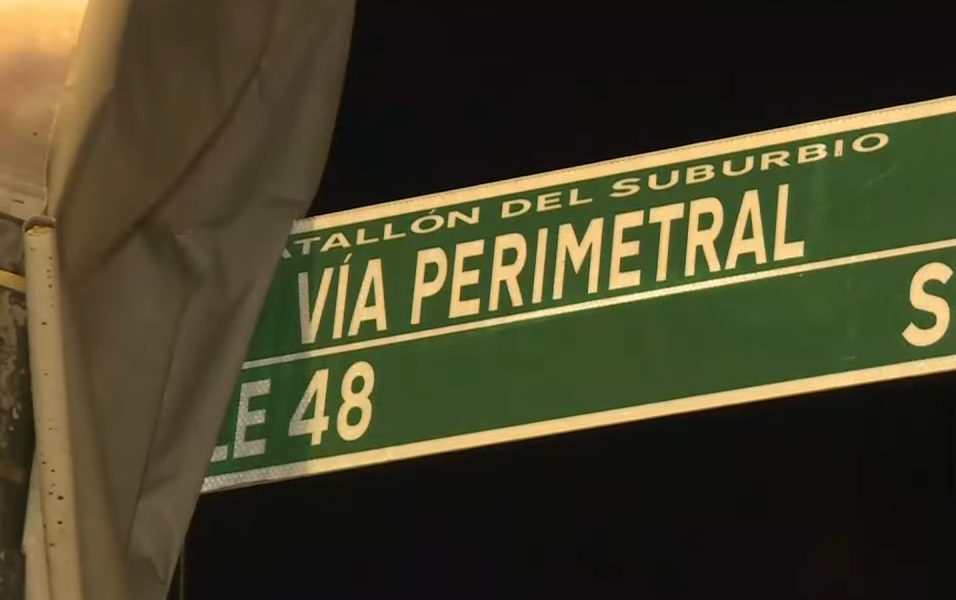 ATALLÓN DEL SUBURBIO
VÍA PERIMETRAL
LE 48 S